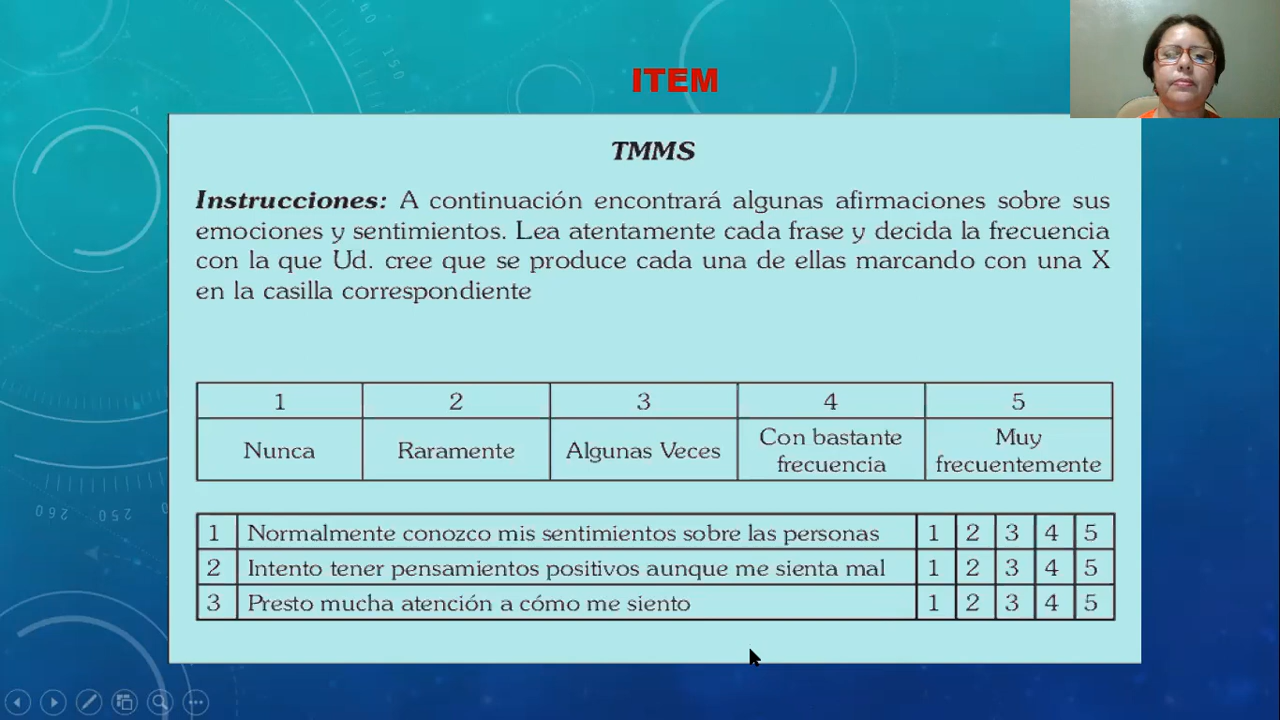 ITEM
TMMS
Instrucciones: A continuación encontrará algunas afirmaciones sobre sus
emociones y sentimientos. Lea atentamente cada frase y decida la frecuencia
con la que Ud. cree que se produce cada una de ellas marcando con una X
en la casilla correspondiente
1 2 3 4 5
Nunca Raramente Algunas Veces Con bastante frecuencia Muy frecuentemente
1 Normalmente conozco mis sentimientos sobre las personas 1 2 3 4 5
2 Intento tener pensamientos positivos aunque me sienta mal 1 2 3 4 5
3 Presto mucha atención a cómo me siento 1 2 3 4 5
150
260 250